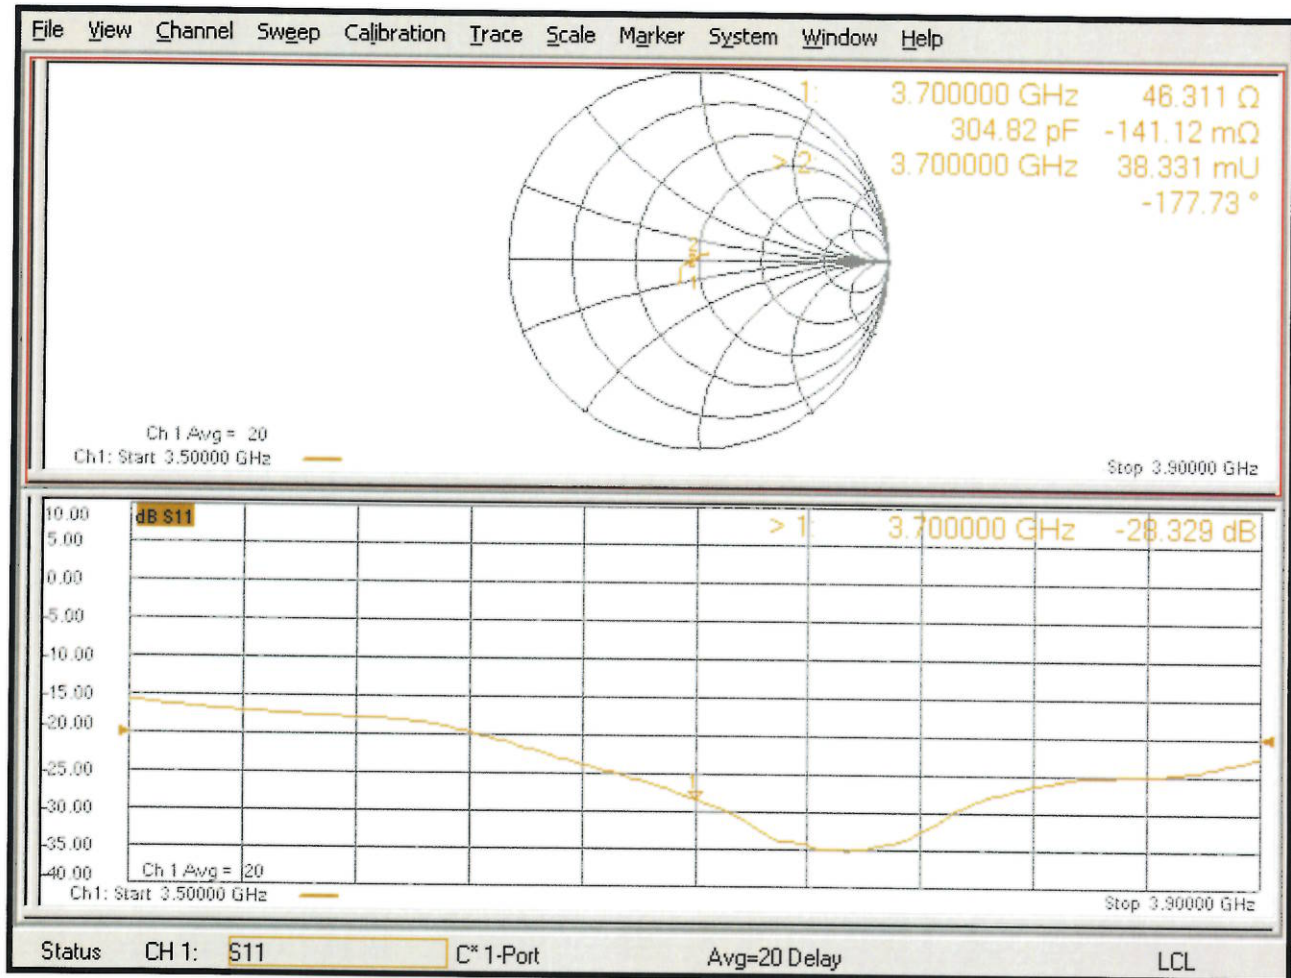 File View Channel Sweep Calibration Trace Scale Marker System Window Help
1: 3.700000 GHz 46.311 Ω
304.82 pF -141.12 mΩ
> 2: 3.700000 GHz 38.331 mU
-177.73 °
2
1
Ch 1 Avg = 20
Ch1: Start 3.50000 GHz
Stop 3.90000 GHz
10.00
dB S11
> 1: 3.700000 GHz -28.329 dB
5.00
0.00
-5.00
-10.00
-15.00
-20.00
-25.00
1
-30.00
-35.00
-40.00
Ch 1 Avg = 20
Ch1: Start 3.50000 GHz
Stop 3.90000 GHz
Status CH 1: S11 C* 1-Port Avg=20 Delay LCL